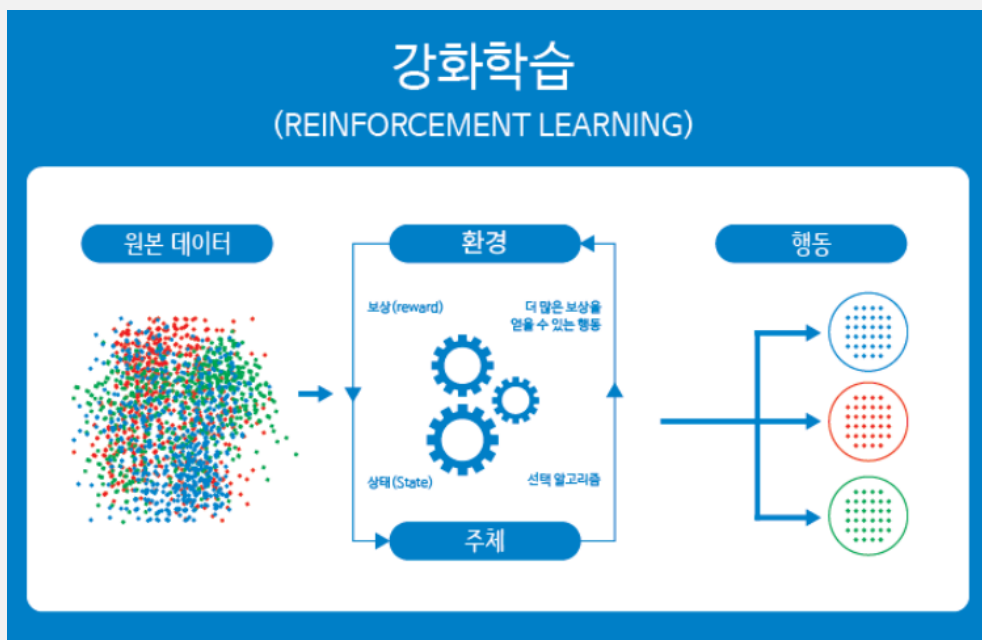 강화학습
(REINFORCEMENT LEARNING)
원본 데이터
환경
행동
보상(reward)
더 많은 보상을
얻을 수 있는 행동
상태(State)
선택 알고리즘
주체